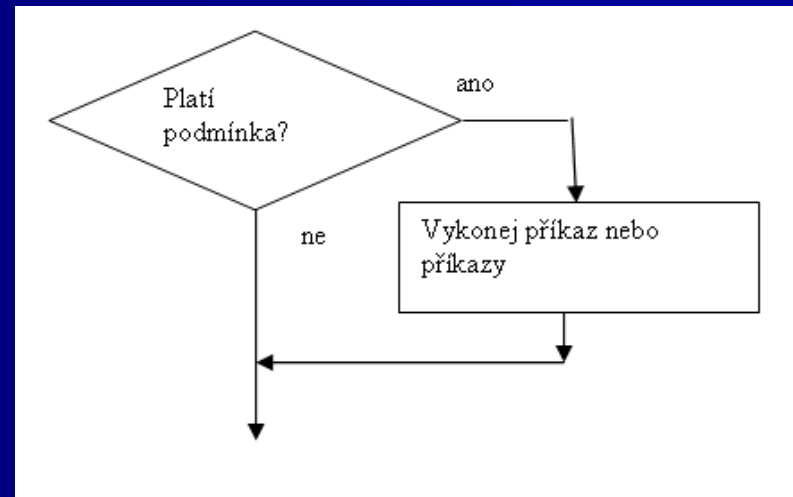 Platí
podmínka?
ano
ne
Vykonej příkaz nebo
příkazy